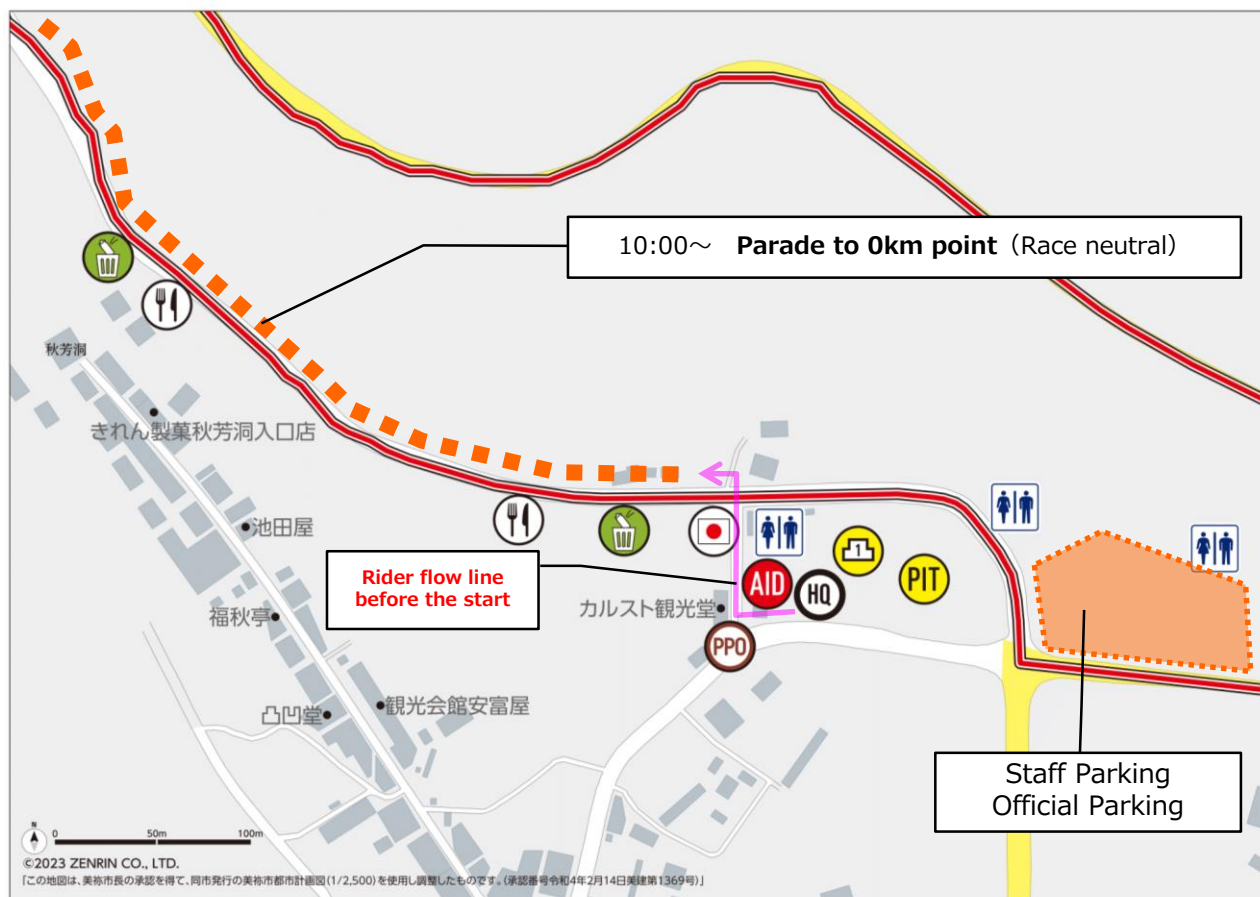 10:00～ Parade to 0km point（Race neutral）
秋芳洞
きれん製菓秋芳洞入口店
池田屋
Rider flow line
before the start
AID
HQ
1
PIT
福秋亭
カルスト観光堂
PPO
凸凹堂
観光会館安富屋
Staff Parking
Official Parking
N
0 50m 100m
©2023 ZENRIN CO., LTD.
「この地図は、美祢市長の承認を得て、同市発行の美祢市都市計画図(1/2,500)を使用し調整したものです。(承認番号令和4年2月14日美建第1369号)」